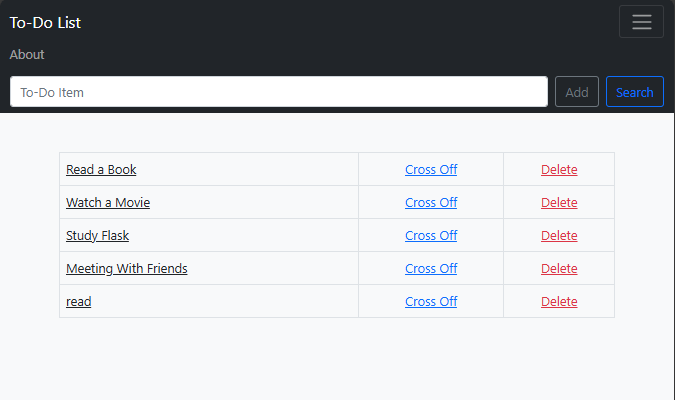 To-Do List
About
To-Do Item Add Search
Read a Book Cross Off Delete
Watch a Movie Cross Off Delete
Study Flask Cross Off Delete
Meeting With Friends Cross Off Delete
read Cross Off Delete